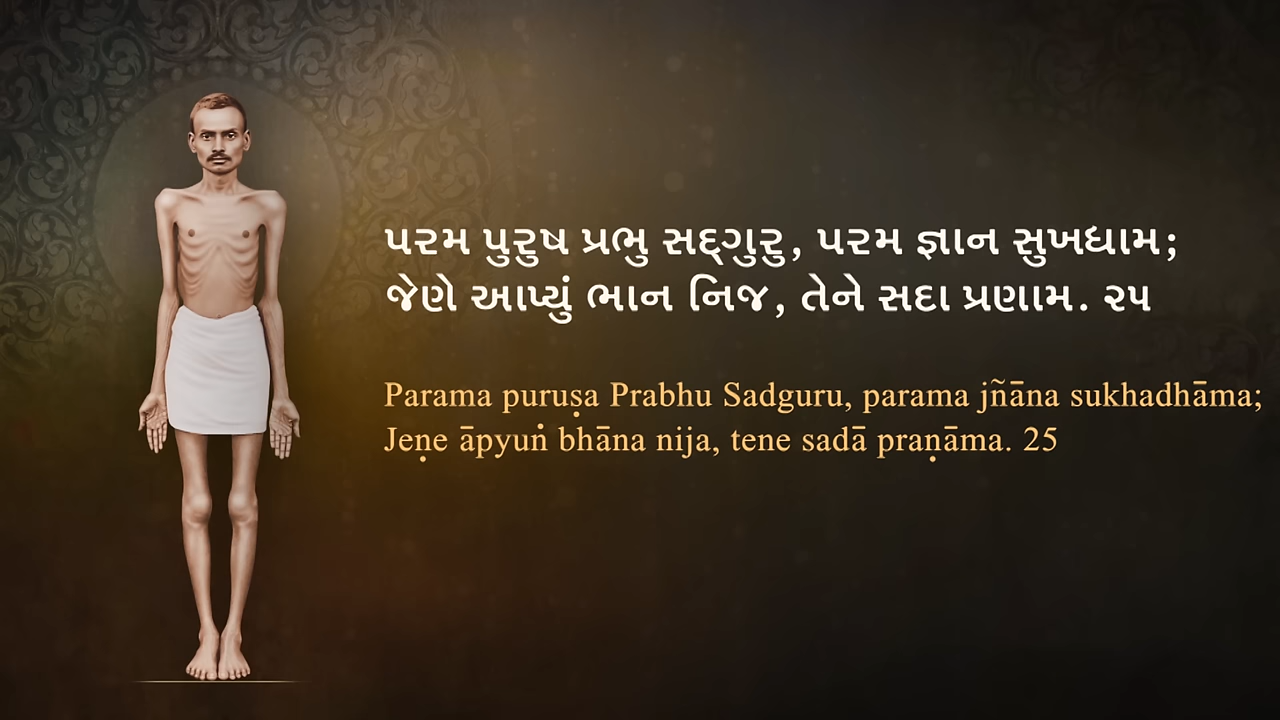 પરમ પુરુષ પ્રભુ સદ્‌ગુરુ, પરમ જ્ઞાન સુખધામ;
જેણે આપ્યું ભાન નિજ, તેને સદા પ્રણામ. ૨૫
Parama puruṣa Prabhu Sadguru, parama jñāna sukhadhāma;
Jeṇe āpyuṅ bhāna nija, tene sadā praṇāma. 25